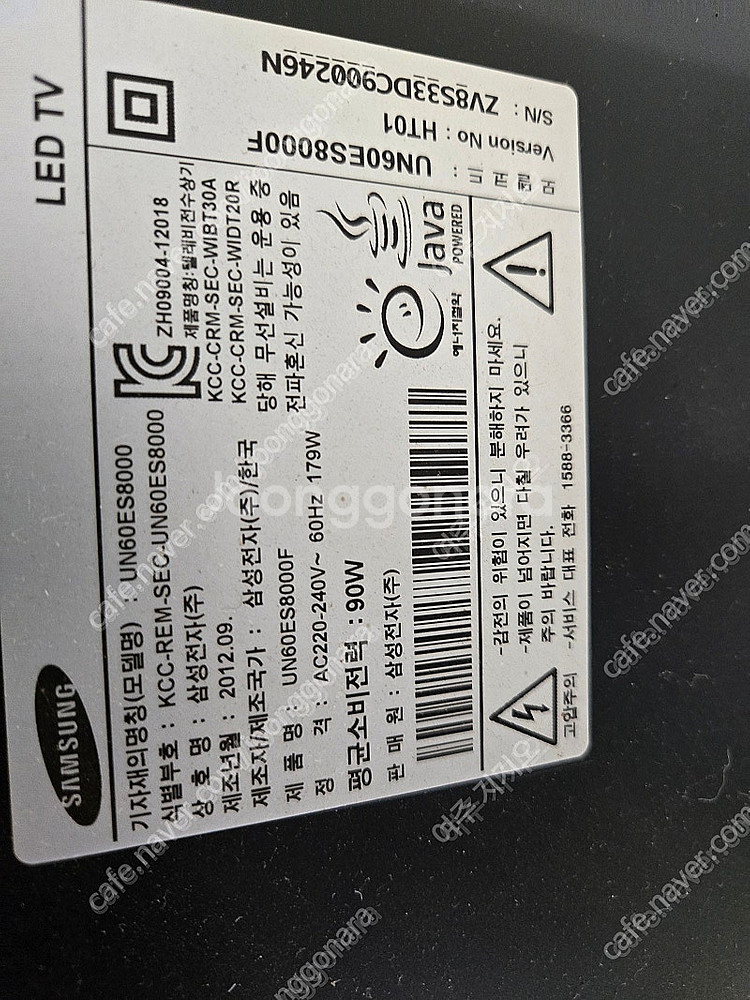 SAMSUNG
LED TV
기자재의명칭(모델명) : UN60ES8000
식별부호 : KCC-REM-SEC-UN60ES8000
상 호 명 : 삼성전자(주)
제조년월 : 2012.09.
제조자/제조국가 : 삼성전자(주)/한국
제 품 명 : UN60ES8000F
정 격 : AC220-240V~ 60Hz 179W
평균소비전력 : 90W
판 매 원 : 삼성전자(주)
ZH09004-12018
제품명칭:텔레비전수상기
KCC-CRM-SEC-WIBT30A
KCC-CRM-SEC-WIDT20R
당해 무선설비는 운용 중
전파혼신 가능성이 있음
에너지절약
Java
POWERED
모 델 코 드 : UN60ES8000F
Version No : HT01
S/N : ZV8S33DC900246N
고압주의
-감전의 위험이 있으니 분해하지 마세요.
-제품이 넘어지면 다칠 우려가 있으니
주의 바랍니다.
-서비스 대표 전화 1588-3366
joonggonara
cafe.naver.com